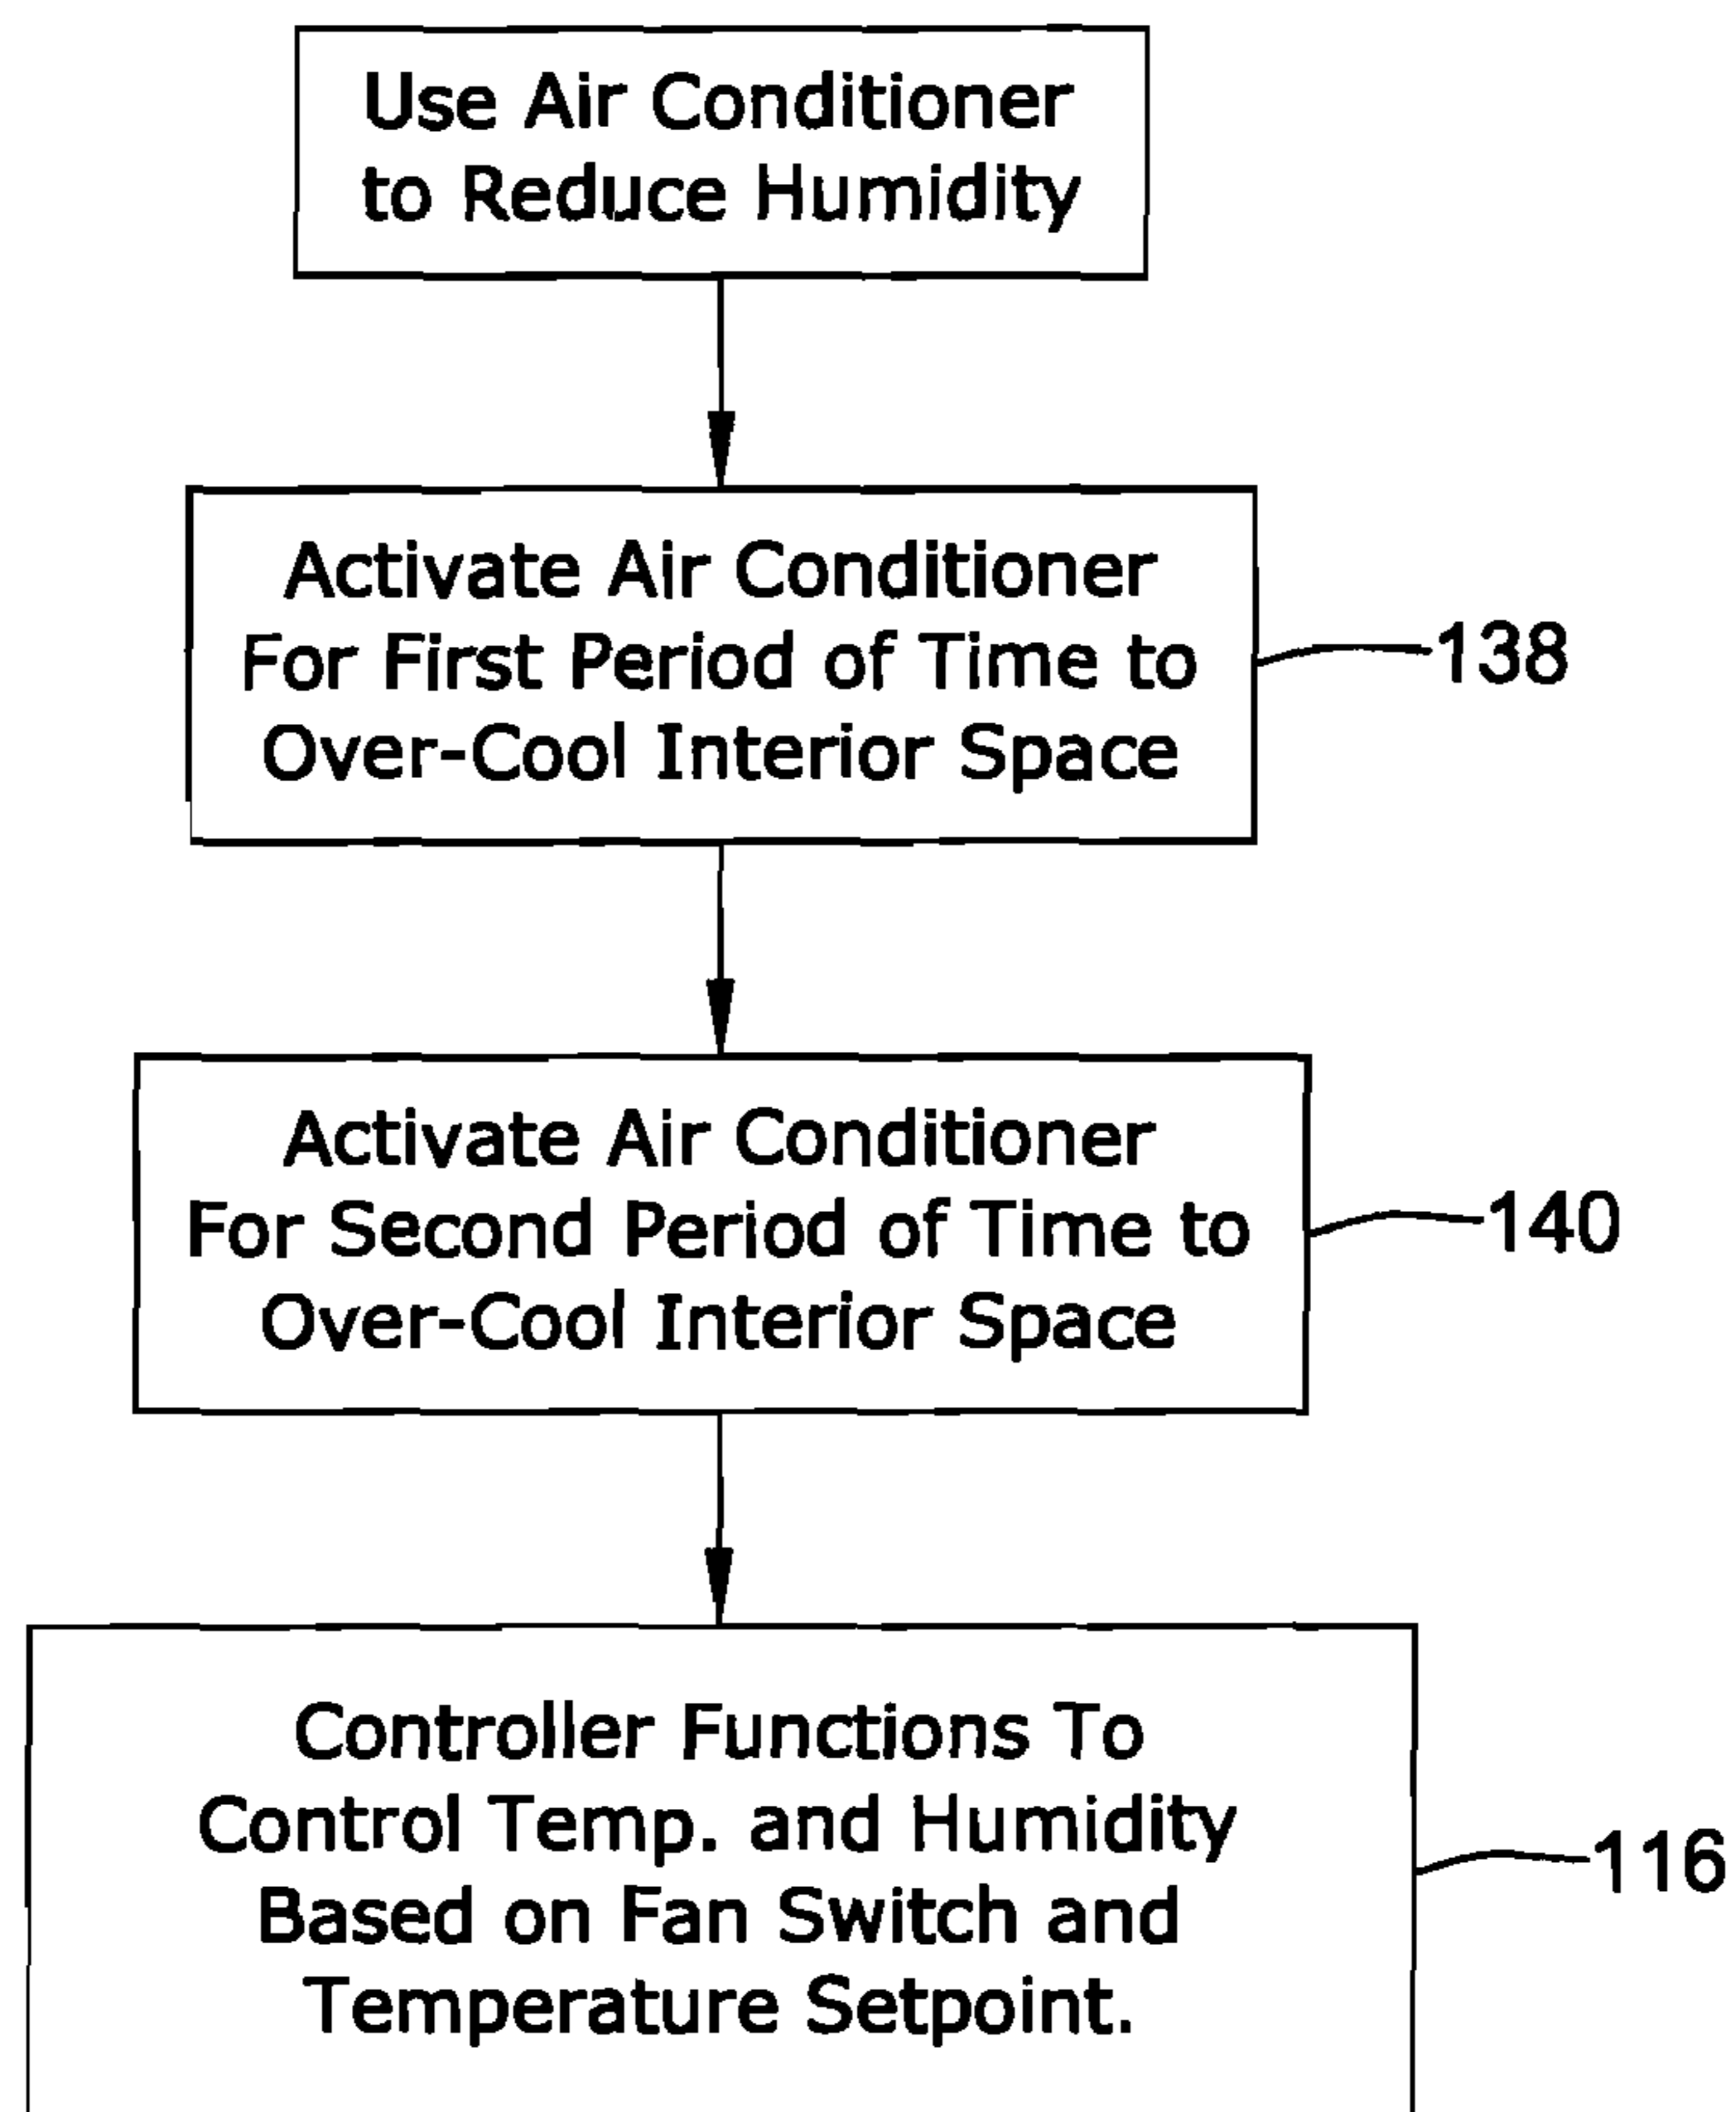 Use Air Conditioner
to Reduce Humidity
Activate Air Conditioner
For First Period of Time to
Over-Cool Interior Space
138
Activate Air Conditioner
For Second Period of Time to
Over-Cool Interior Space
140
Controller Functions To
Control Temp. and Humidity
Based on Fan Switch and
Temperature Setpoint.
116